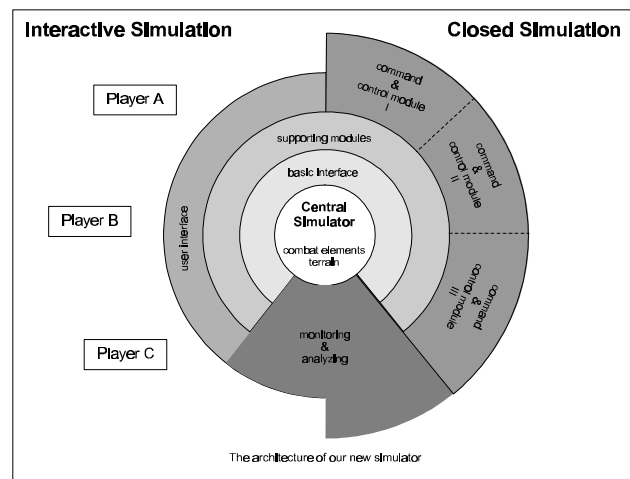 Interactive Simulation
Closed Simulation
Player A
Player B
Player C
user interface
supporting modules
basic interface
Central
Simulator
combat elements
terrain
monitoring
&
analyzing
command
&
control module
I
command
&
control module
II
command
&
control module
III
The architecture of our new simulator